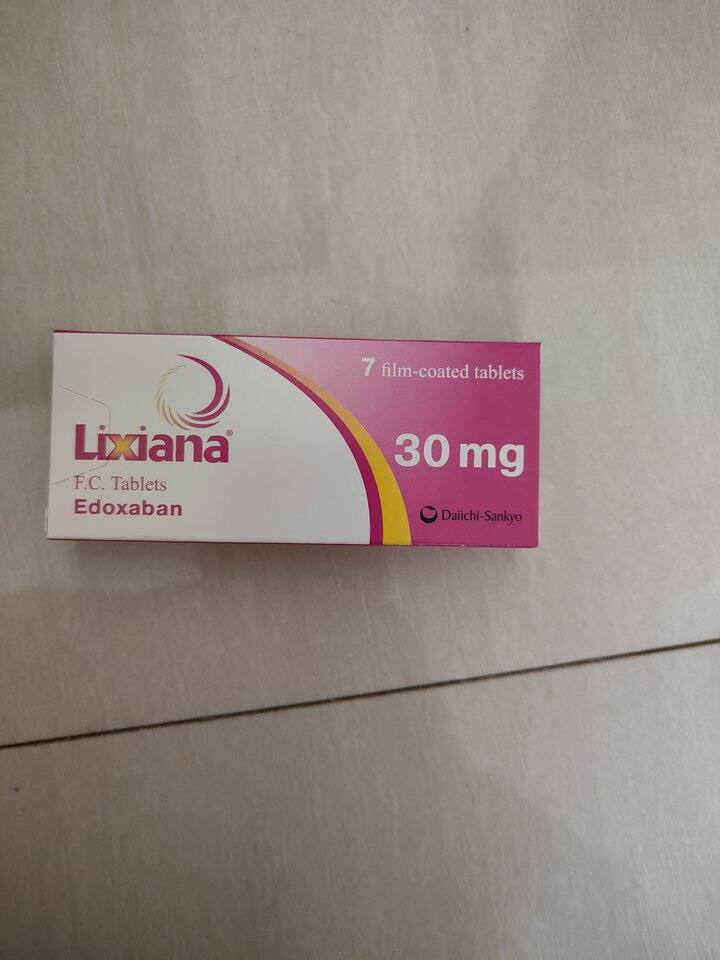 7 film-coated tablets
Lixiana®
30 mg
F.C. Tablets
Edoxaban
Daiichi-Sankyo